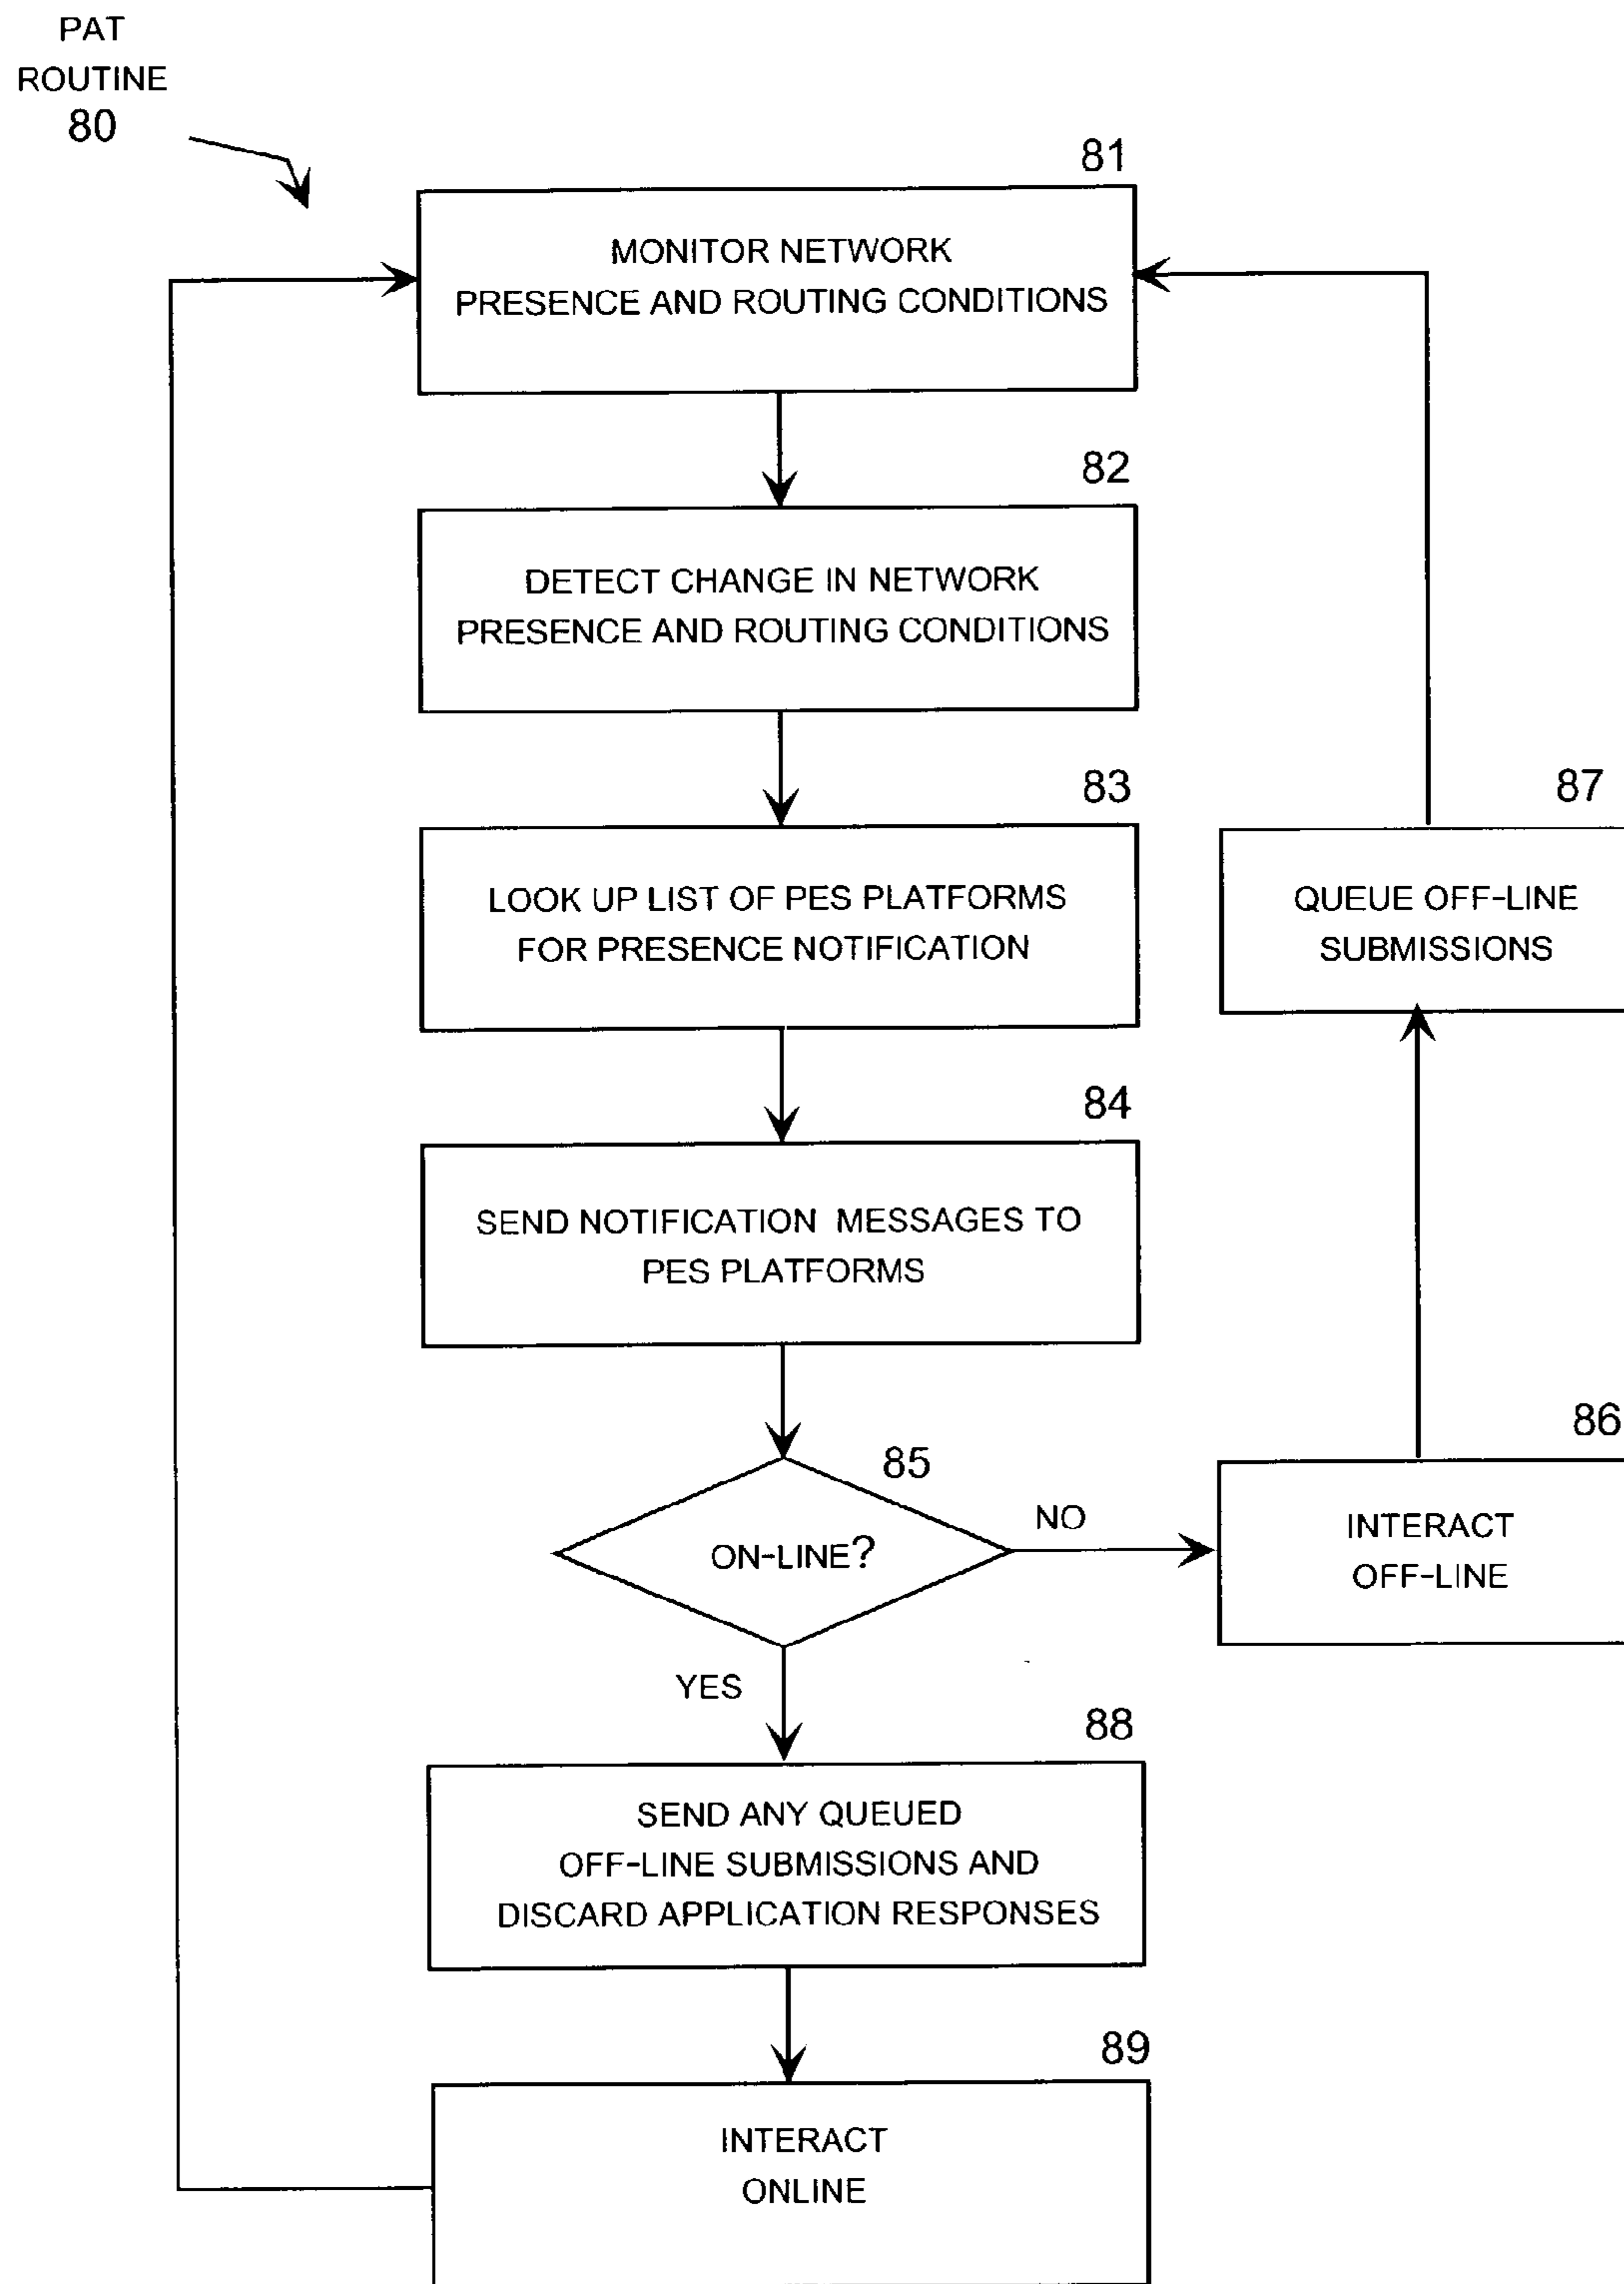 PAT
ROUTINE
80
81
MONITOR NETWORK
PRESENCE AND ROUTING CONDITIONS
82
DETECT CHANGE IN NETWORK
PRESENCE AND ROUTING CONDITIONS
83
LOOK UP LIST OF PES PLATFORMS
FOR PRESENCE NOTIFICATION
87
QUEUE OFF-LINE
SUBMISSIONS
84
SEND NOTIFICATION MESSAGES TO
PES PLATFORMS
85
ON-LINE?
NO
86
INTERACT
OFF-LINE
YES
88
SEND ANY QUEUED
OFF-LINE SUBMISSIONS AND
DISCARD APPLICATION RESPONSES
89
INTERACT
ONLINE